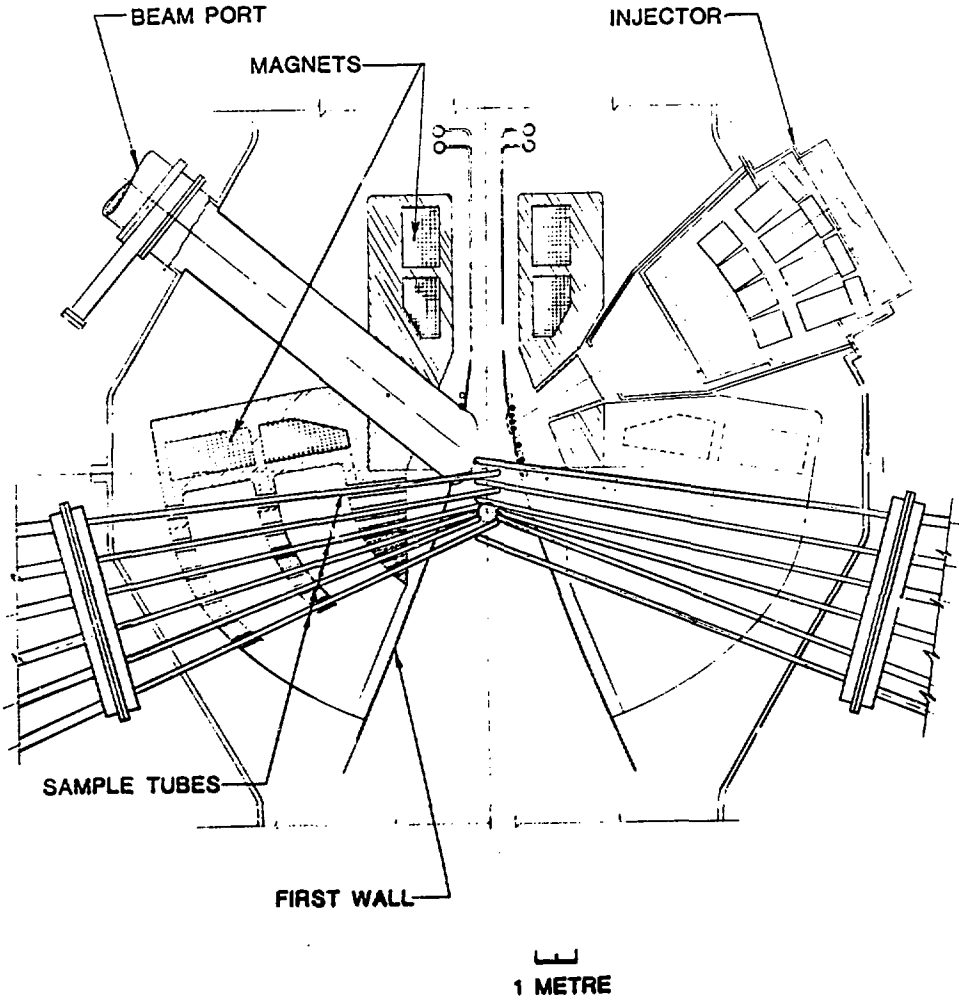 BEAM PORT
INJECTOR
MAGNETS
SAMPLE TUBES
FIRST WALL
1 METRE